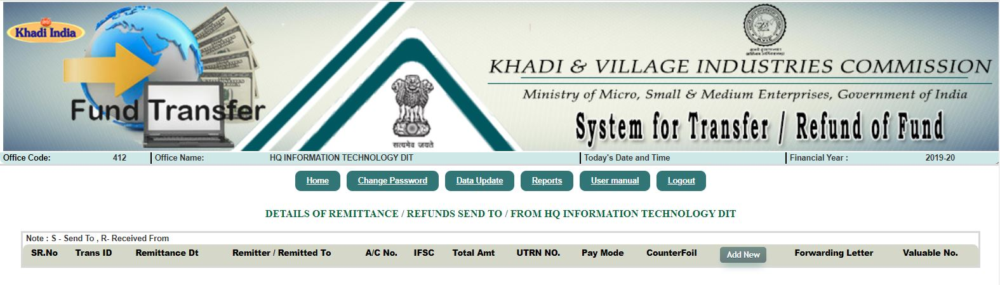 Khadi India
Fund Transfer
सत्यमेव जयते
KHADI & VILLAGE INDUSTRIES COMMISSION
Ministry of Micro, Small & Medium Enterprises, Government of India
System for Transfer / Refund of Fund
Office Code: 412 Office Name: HQ INFORMATION TECHNOLOGY DIT Today's Date and Time Financial Year : 2019-20
Home Change Password Data Update Reports User manual Logout
DETAILS OF REMITTANCE / REFUNDS SEND TO / FROM HQ INFORMATION TECHNOLOGY DIT
Note : S - Send To , R- Received From
SR.No Trans ID Remittance Dt Remitter / Remitted To A/C No. IFSC Total Amt UTRN NO. Pay Mode CounterFoil Add New Forwarding Letter Valuable No.